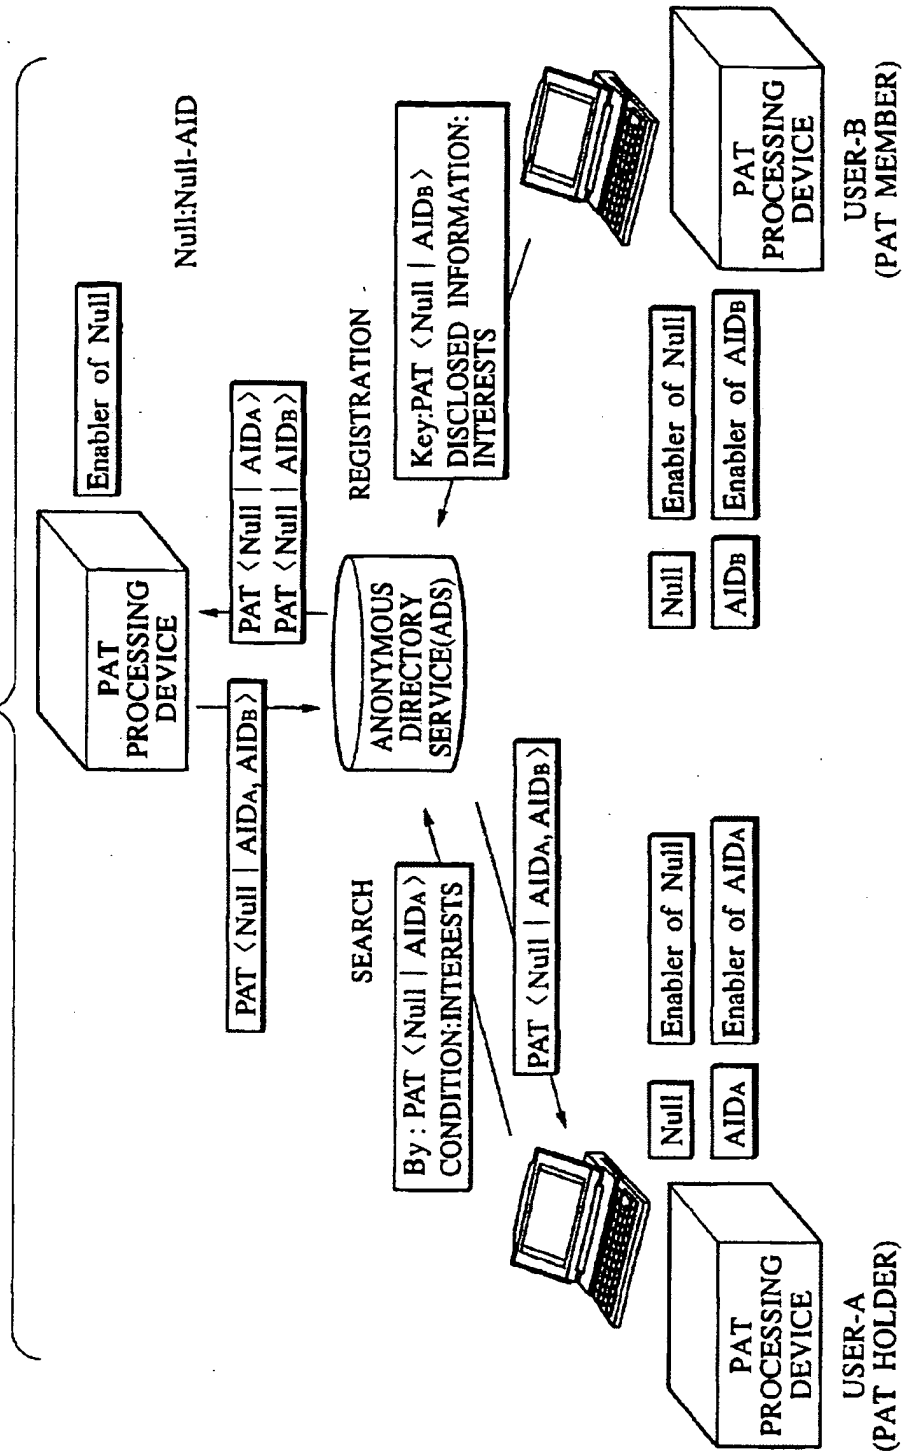 Null:Null-AID
Enabler of Null
PAT
PROCESSING
DEVICE
PAT〈Null | AIDA, AIDB〉
PAT〈Null | AIDA〉
PAT〈Null | AIDB〉
SEARCH
REGISTRATION
By : PAT〈Null | AIDA〉
CONDITION:INTERESTS
ANONYMOUS
DIRECTORY
SERVICE(ADS)
Key:PAT〈Null | AIDB〉
DISCLOSED INFORMATION:
INTERESTS
PAT〈Null | AIDA, AIDB〉
PAT
PROCESSING
DEVICE
Null
Enabler of Null
AIDA
Enabler of AIDA
USER-A
(PAT HOLDER)
Null
Enabler of Null
AIDB
Enabler of AIDB
PAT
PROCESSING
DEVICE
USER-B
(PAT MEMBER)